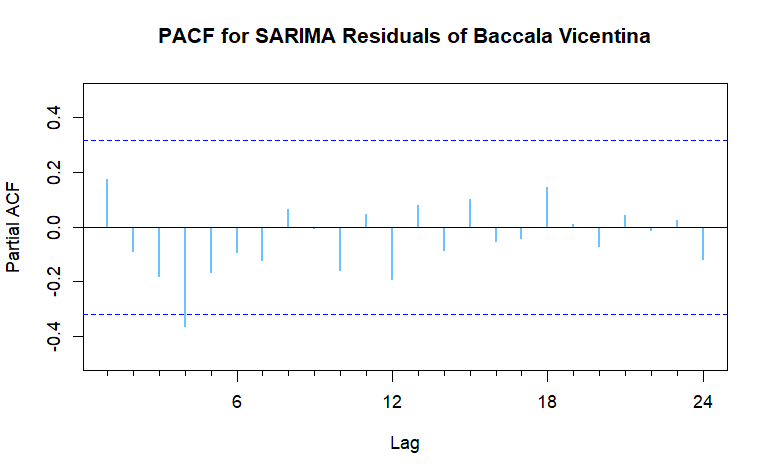 PACF for SARIMA Residuals of Baccala Vicentina
Partial ACF
0.4
0.2
0.0
-0.2
-0.4
6 12 18 24
Lag